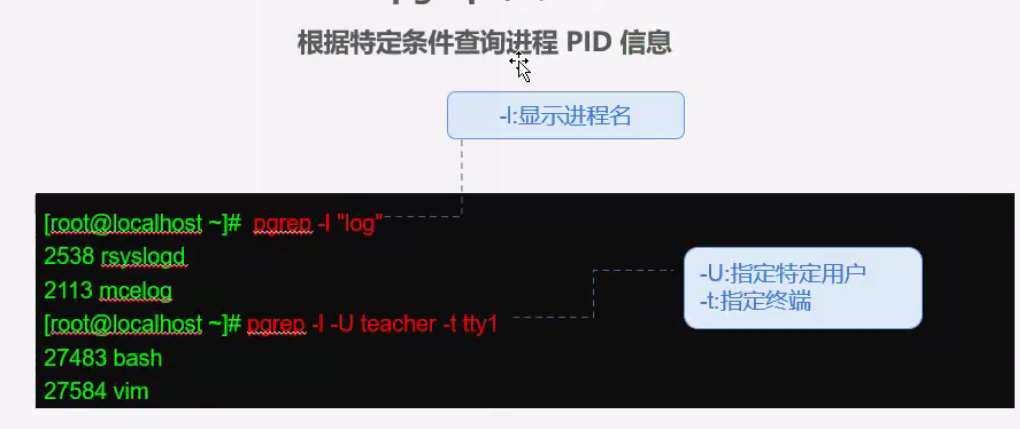 根据特定条件查询进程 PID 信息
-l:显示进程名
[root@localhost ~]# pgrep -l "log"
2538 rsyslogd
2113 mcelog
[root@localhost ~]# pgrep -l -U teacher -t tty1
-U:指定特定用户
-t:指定终端
27483 bash
27584 vim